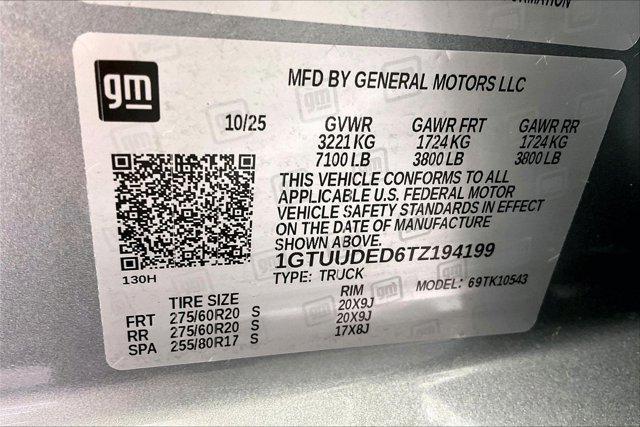 gm
MFD BY GENERAL MOTORS LLC
10/25 GVWR GAWR FRT GAWR RR
3221 KG 1724 KG 1724 KG
7100 LB 3800 LB 3800 LB
THIS VEHICLE CONFORMS TO ALL
APPLICABLE U.S. FEDERAL MOTOR
VEHICLE SAFETY STANDARDS IN EFFECT
ON THE DATE OF MANUFACTURE
SHOWN ABOVE.
1GTUUDED6TZ194199
130H
TYPE: TRUCK MODEL: 69TK10543
TIRE SIZE RIM
FRT 275/60R20 S 20X9J
RR 275/60R20 S 20X9J
SPA 255/80R17 S 17X8J